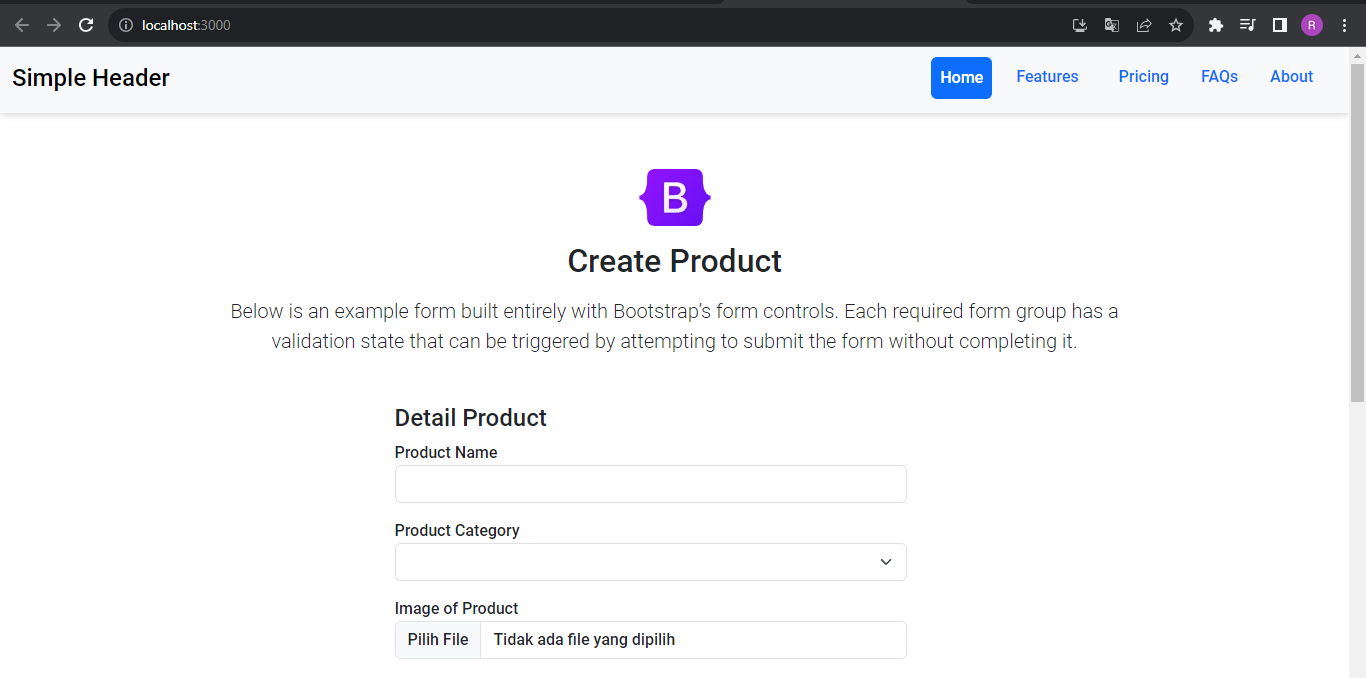 localhost:3000
R
Simple Header
Home Features Pricing FAQs About
B
Create Product
Below is an example form built entirely with Bootstrap’s form controls. Each required form group has a
validation state that can be triggered by attempting to submit the form without completing it.
Detail Product
Product Name
Product Category
Image of Product
Pilih File Tidak ada file yang dipilih